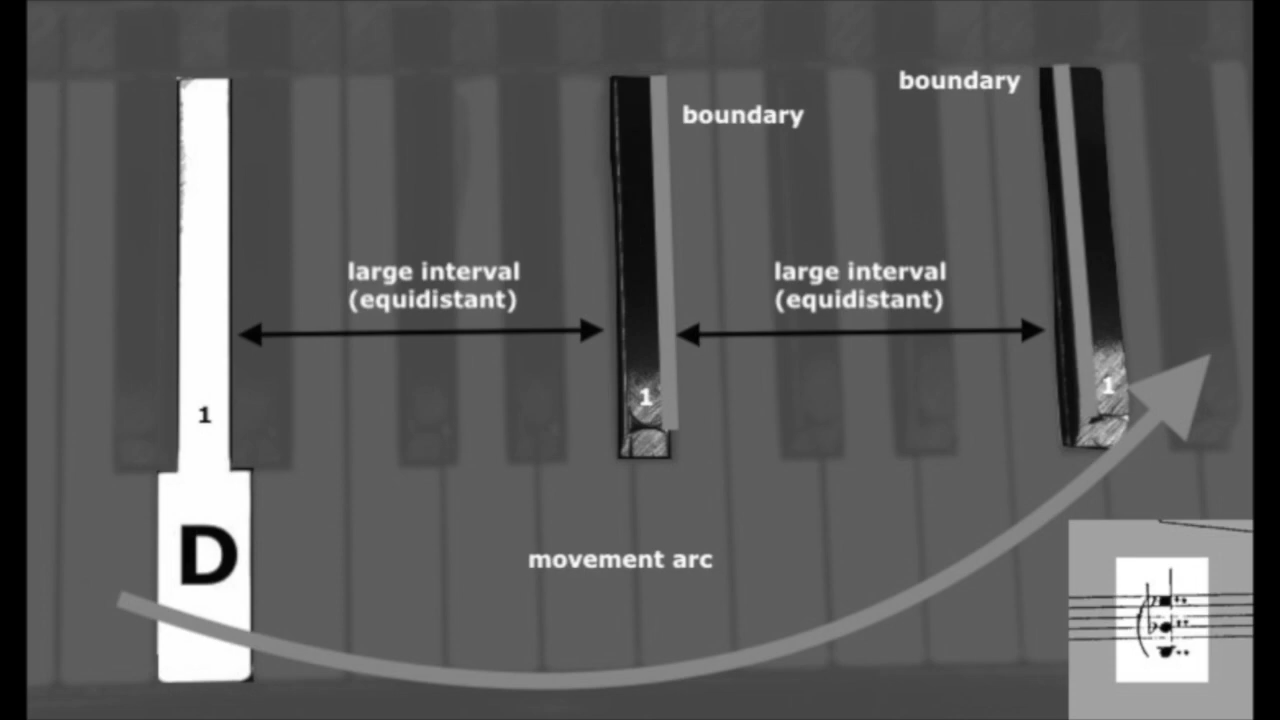 boundary
boundary
large interval
(equidistant)
large interval
(equidistant)
1
1
1
D
movement arc